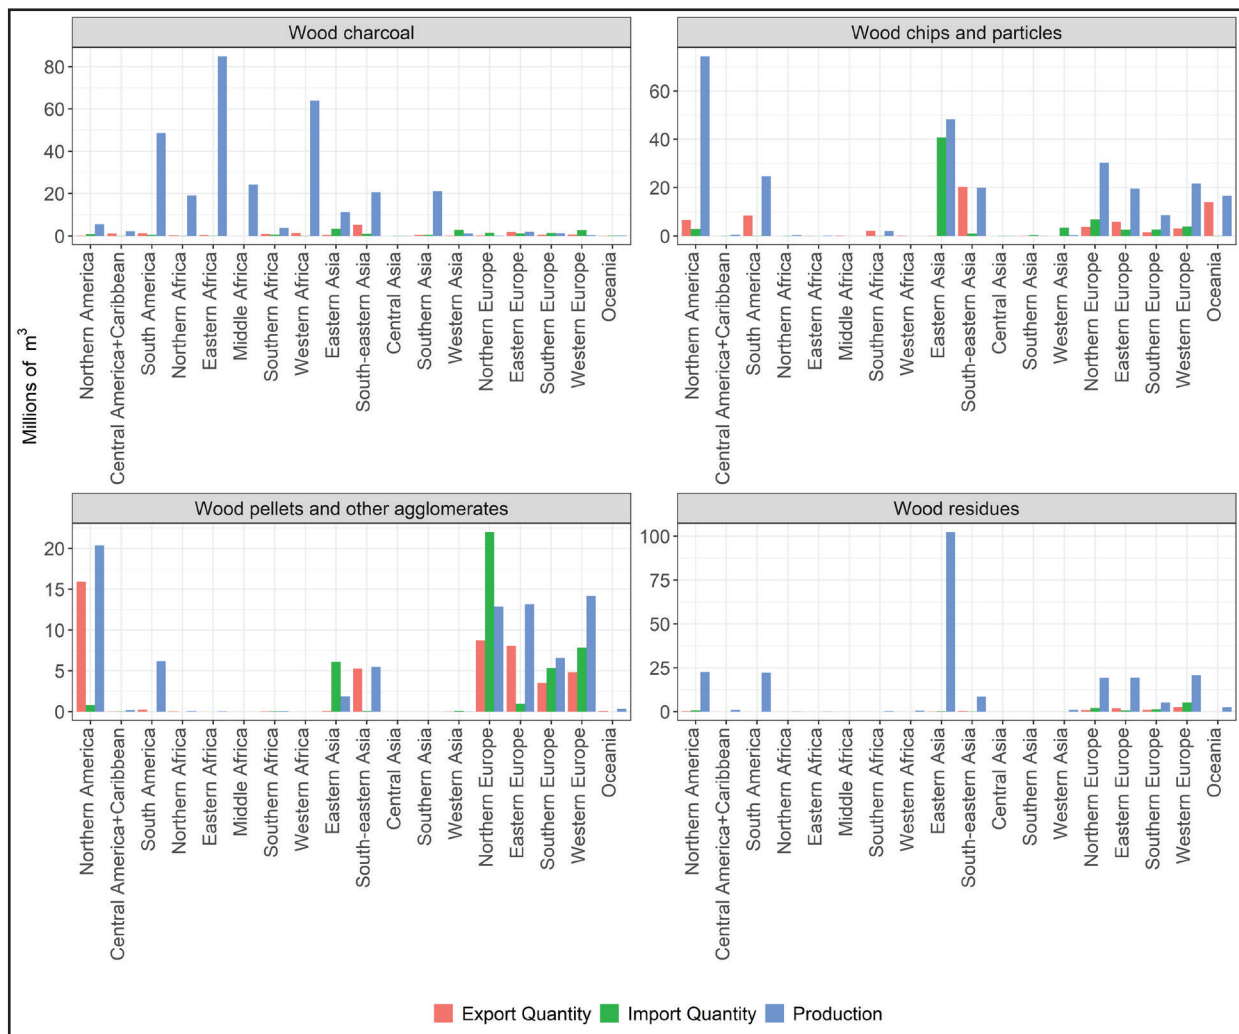 Wood charcoal
Wood chips and particles
80
60
40
20
0
60
40
20
0
Northern America
Central America+Caribbean
South America
Northern Africa
Eastern Africa
Middle Africa
Southern Africa
Western Africa
Eastern Asia
South-eastern Asia
Central Asia
Southern Asia
Western Asia
Northern Europe
Eastern Europe
Southern Europe
Western Europe
Oceania
Northern America
Central America+Caribbean
South America
Northern Africa
Eastern Africa
Middle Africa
Southern Africa
Western Africa
Eastern Asia
South-eastern Asia
Central Asia
Southern Asia
Western Asia
Northern Europe
Eastern Europe
Southern Europe
Western Europe
Oceania
Millions of m³
Wood pellets and other agglomerates
Wood residues
20
15
10
5
0
100
75
50
25
0
Northern America
Central America+Caribbean
South America
Northern Africa
Eastern Africa
Middle Africa
Southern Africa
Western Africa
Eastern Asia
South-eastern Asia
Central Asia
Southern Asia
Western Asia
Northern Europe
Eastern Europe
Southern Europe
Western Europe
Oceania
Northern America
Central America+Caribbean
South America
Northern Africa
Eastern Africa
Middle Africa
Southern Africa
Western Africa
Eastern Asia
South-eastern Asia
Central Asia
Southern Asia
Western Asia
Northern Europe
Eastern Europe
Southern Europe
Western Europe
Oceania
Export Quantity Import Quantity Production